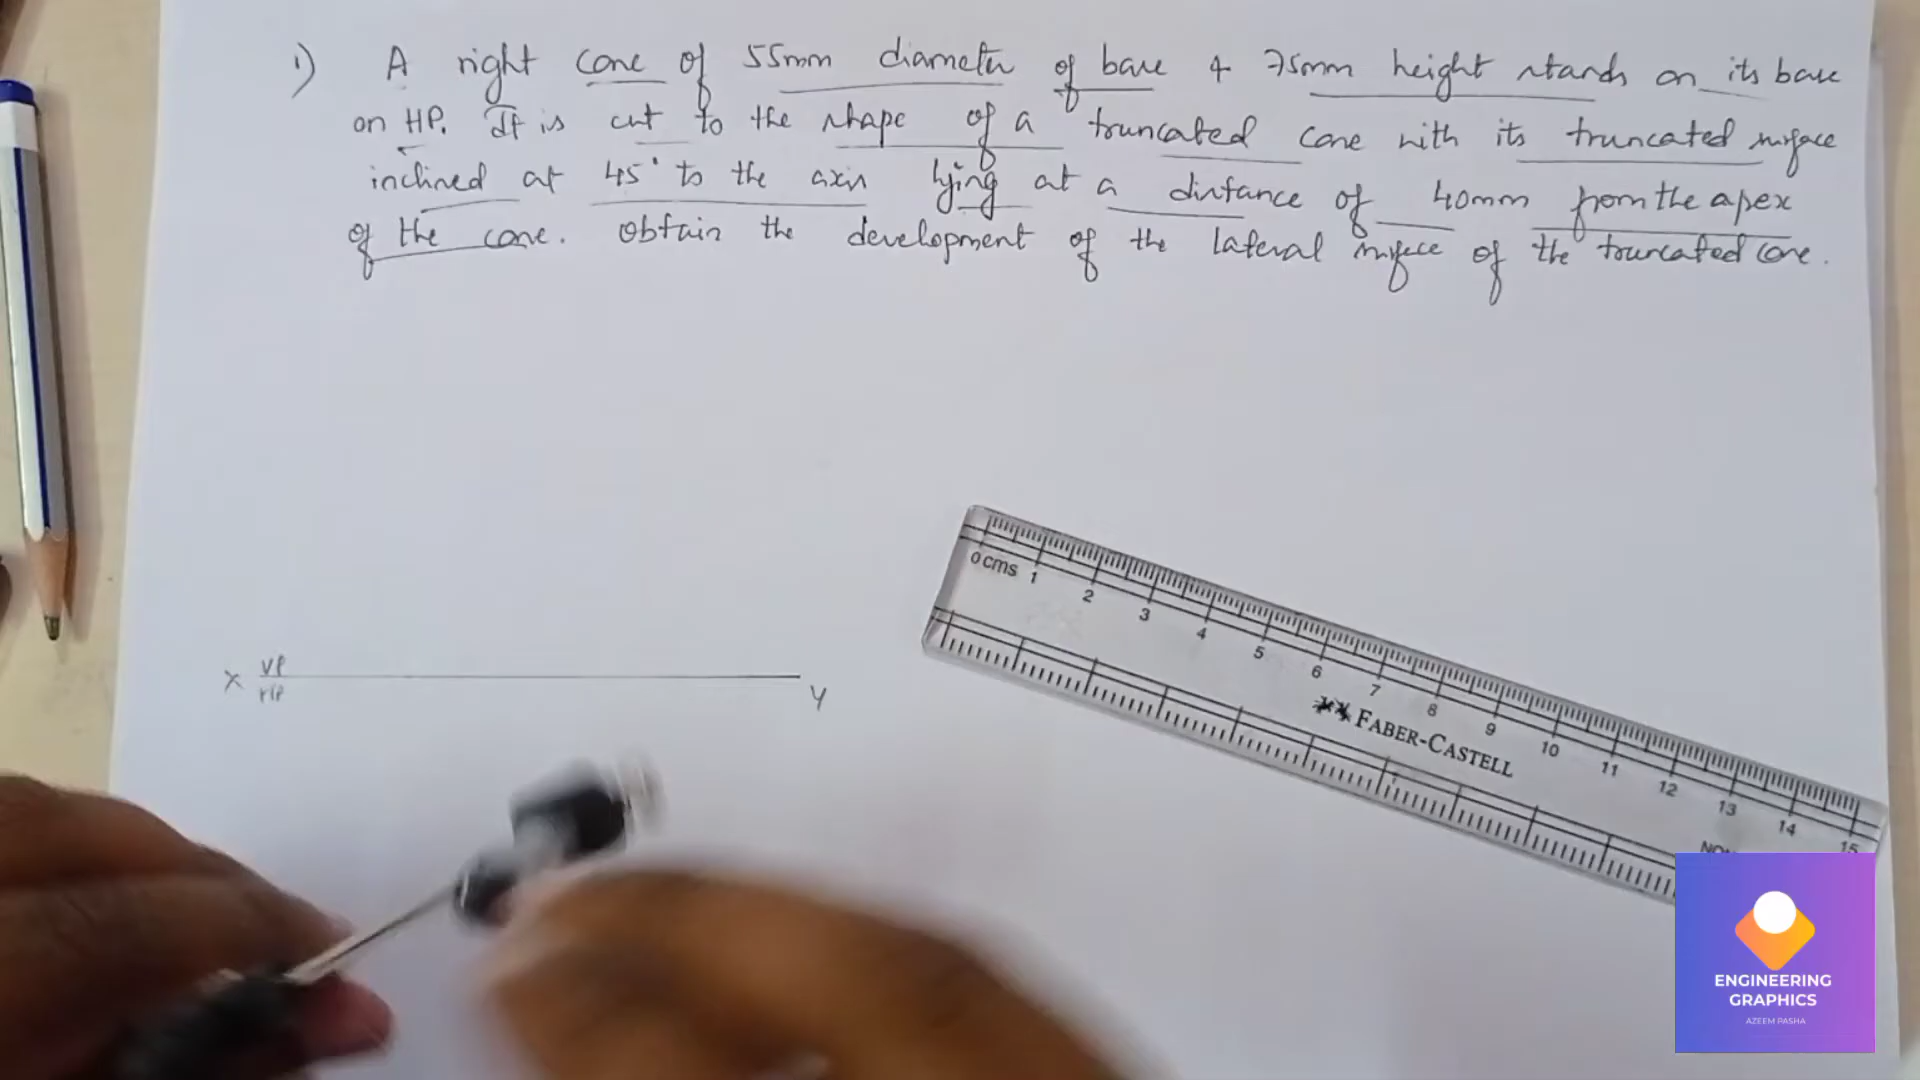 1) A right cone of 55mm diameter of base & 75mm height stands on its base
on HP. It is cut to the shape of a truncated cone with its truncated surface
inclined at 45° to the axis lying at a distance of 40mm from the apex
of the cone. Obtain the development of the lateral surface of the truncated cone.
X VP
HP Y
0 cms 1 2 3 4 5 6 7 8 9 10 11 12 13 14 15
FABER-CASTELL
ENGINEERING
GRAPHICS
AZEEM PASHA